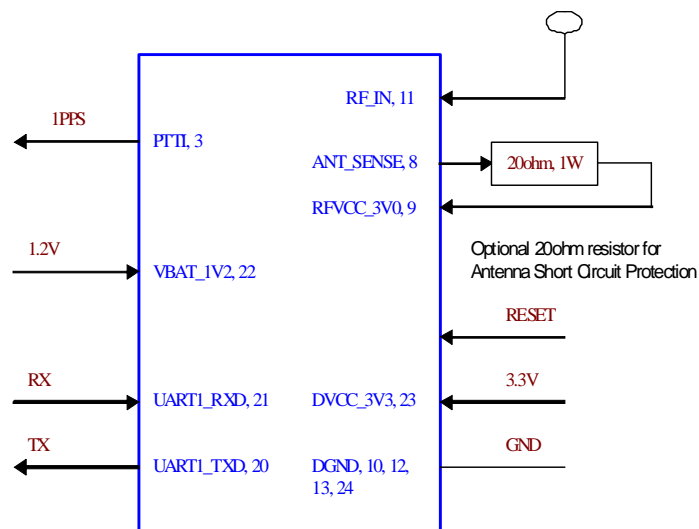 RF_IN, 11
1PPS
PTTI, 3
ANT_SENSE, 8
20ohm, 1W
RFVCC_3V0, 9
1.2V
Optional 20ohm resistor for
Antenna Short Circuit Protection
VBAT_1V2, 22
RESET
RX
3.3V
UART1_RXD, 21
DVCC_3V3, 23
TX
GND
UART1_TXD, 20
DGND, 10, 12,
13, 24